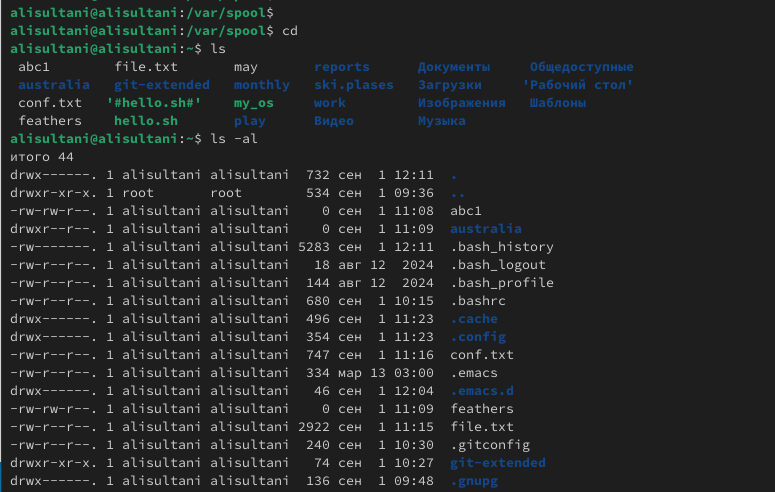 alisultani@alisultani:/var/spool$
alisultani@alisultani:/var/spool$ cd
alisultani@alisultani:~$ ls
abc1 file.txt may reports Документы Общедоступные
australia git-extended monthly ski.plases Загрузки 'Рабочий стол'
conf.txt '#hello.sh#' my_os work Изображения Шаблоны
feathers hello.sh play Видео Музыка
alisultani@alisultani:~$ ls -al
итого 44
drwx------. 1 alisultani alisultani 732 сен 1 12:11 .
drwxr-xr-x. 1 root root 534 сен 1 09:36 ..
-rw-rw-r--. 1 alisultani alisultani 0 сен 1 11:08 abc1
drwxr--r--. 1 alisultani alisultani 0 сен 1 11:09 australia
-rw-------. 1 alisultani alisultani 5283 сен 1 12:11 .bash_history
-rw-r--r--. 1 alisultani alisultani 18 авг 12 2024 .bash_logout
-rw-r--r--. 1 alisultani alisultani 144 авг 12 2024 .bash_profile
-rw-r--r--. 1 alisultani alisultani 680 сен 1 10:15 .bashrc
drwx------. 1 alisultani alisultani 496 сен 1 11:23 .cache
drwx------. 1 alisultani alisultani 354 сен 1 11:23 .config
-rw-r--r--. 1 alisultani alisultani 747 сен 1 11:16 conf.txt
-rw-r--r--. 1 alisultani alisultani 334 мар 13 03:00 .emacs
drwx------. 1 alisultani alisultani 46 сен 1 12:04 .emacs.d
-rw-rw-r--. 1 alisultani alisultani 0 сен 1 11:09 feathers
-rw-r--r--. 1 alisultani alisultani 2922 сен 1 11:15 file.txt
-rw-r--r--. 1 alisultani alisultani 240 сен 1 10:30 .gitconfig
drwxr-xr-x. 1 alisultani alisultani 74 сен 1 10:27 git-extended
drwx------. 1 alisultani alisultani 136 сен 1 09:48 .gnupg